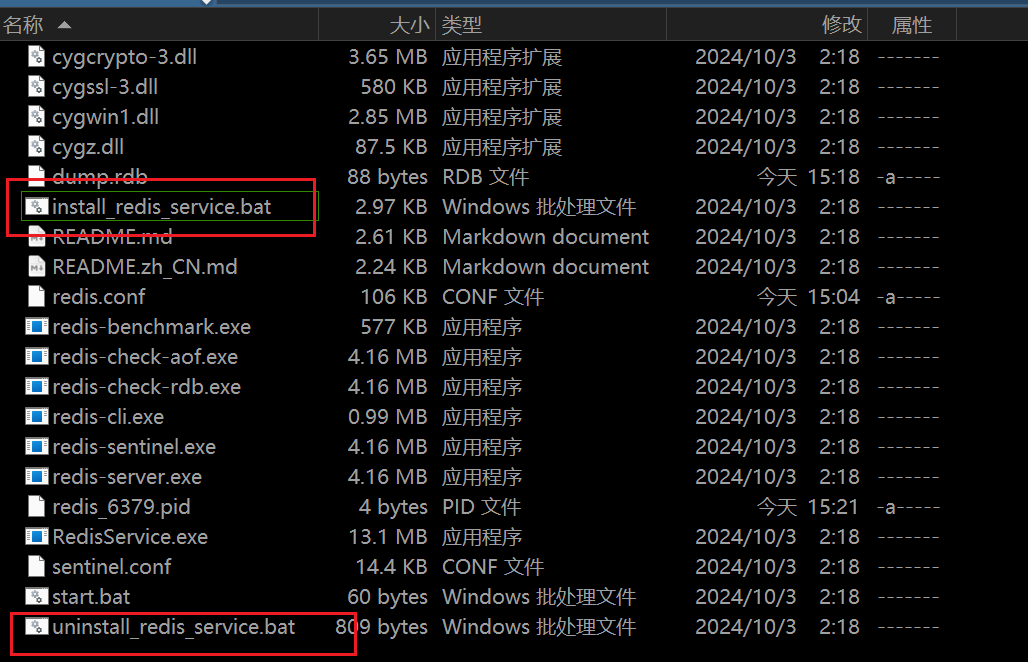 名称 大小 类型 修改 属性
cygcrypto-3.dll 3.65 MB 应用程序扩展 2024/10/3 2:18 -------
cygssl-3.dll 580 KB 应用程序扩展 2024/10/3 2:18 -------
cygwin1.dll 2.85 MB 应用程序扩展 2024/10/3 2:18 -------
cygz.dll 87.5 KB 应用程序扩展 2024/10/3 2:18 -------
dump.rdb 88 bytes RDB 文件 今天 15:18 -a-----
install_redis_service.bat 2.97 KB Windows 批处理文件 2024/10/3 2:18 -------
README.md 2.61 KB Markdown document 2024/10/3 2:18 -------
README.zh_CN.md 2.24 KB Markdown document 2024/10/3 2:18 -------
redis.conf 106 KB CONF 文件 今天 15:04 -a-----
redis-benchmark.exe 577 KB 应用程序 2024/10/3 2:18 -------
redis-check-aof.exe 4.16 MB 应用程序 2024/10/3 2:18 -------
redis-check-rdb.exe 4.16 MB 应用程序 2024/10/3 2:18 -------
redis-cli.exe 0.99 MB 应用程序 2024/10/3 2:18 -------
redis-sentinel.exe 4.16 MB 应用程序 2024/10/3 2:18 -------
redis-server.exe 4.16 MB 应用程序 2024/10/3 2:18 -------
redis_6379.pid 4 bytes PID 文件 今天 15:21 -a-----
RedisService.exe 13.1 MB 应用程序 2024/10/3 2:18 -------
sentinel.conf 14.4 KB CONF 文件 2024/10/3 2:18 -------
start.bat 60 bytes Windows 批处理文件 2024/10/3 2:18 -------
uninstall_redis_service.bat 809 bytes Windows 批处理文件 2024/10/3 2:18 -------